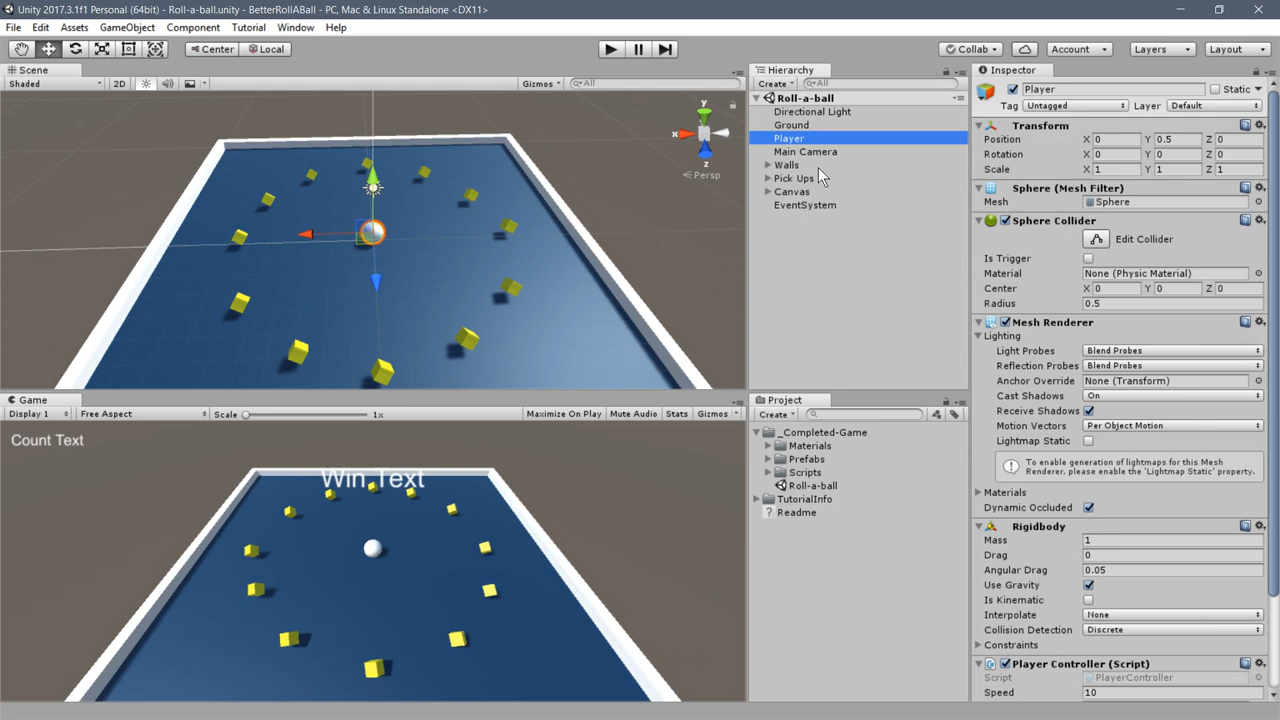 Unity 2017.3.1f1 Personal (64bit) - Roll-a-ball.unity - BetterRollABall - PC, Mac & Linux Standalone <DX11>
File Edit Assets GameObject Component Tutorial Window Help
Center Local Collab Account Layers Layout
Scene
Shaded 2D Gizmos All
y
x
z
Persp
Game
Display 1 Free Aspect Scale 1x Maximize On Play Mute Audio Stats Gizmos
Count Text
Win Text
Hierarchy
Create All
Roll-a-ball
Directional Light
Ground
Player
Main Camera
Walls
Pick Ups
Canvas
EventSystem
Project
Create
_Completed-Game
Materials
Prefabs
Scripts
Roll-a-ball
TutorialInfo
Readme
Inspector
Player Static
Tag Untagged Layer Default
Transform
Position X 0 Y 0.5 Z 0
Rotation X 0 Y 0 Z 0
Scale X 1 Y 1 Z 1
Sphere (Mesh Filter)
Mesh Sphere
Sphere Collider
Edit Collider
Is Trigger
Material None (Physic Material)
Center X 0 Y 0 Z 0
Radius 0.5
Mesh Renderer
Lighting
Light Probes Blend Probes
Reflection Probes Blend Probes
Anchor Override None (Transform)
Cast Shadows On
Receive Shadows
Motion Vectors Per Object Motion
Lightmap Static
To enable generation of lightmaps for this Mesh
Renderer, please enable the 'Lightmap Static' property.
Materials
Dynamic Occluded
Rigidbody
Mass 1
Drag 0
Angular Drag 0.05
Use Gravity
Is Kinematic
Interpolate None
Collision Detection Discrete
Constraints
Player Controller (Script)
Script PlayerController
Speed 10